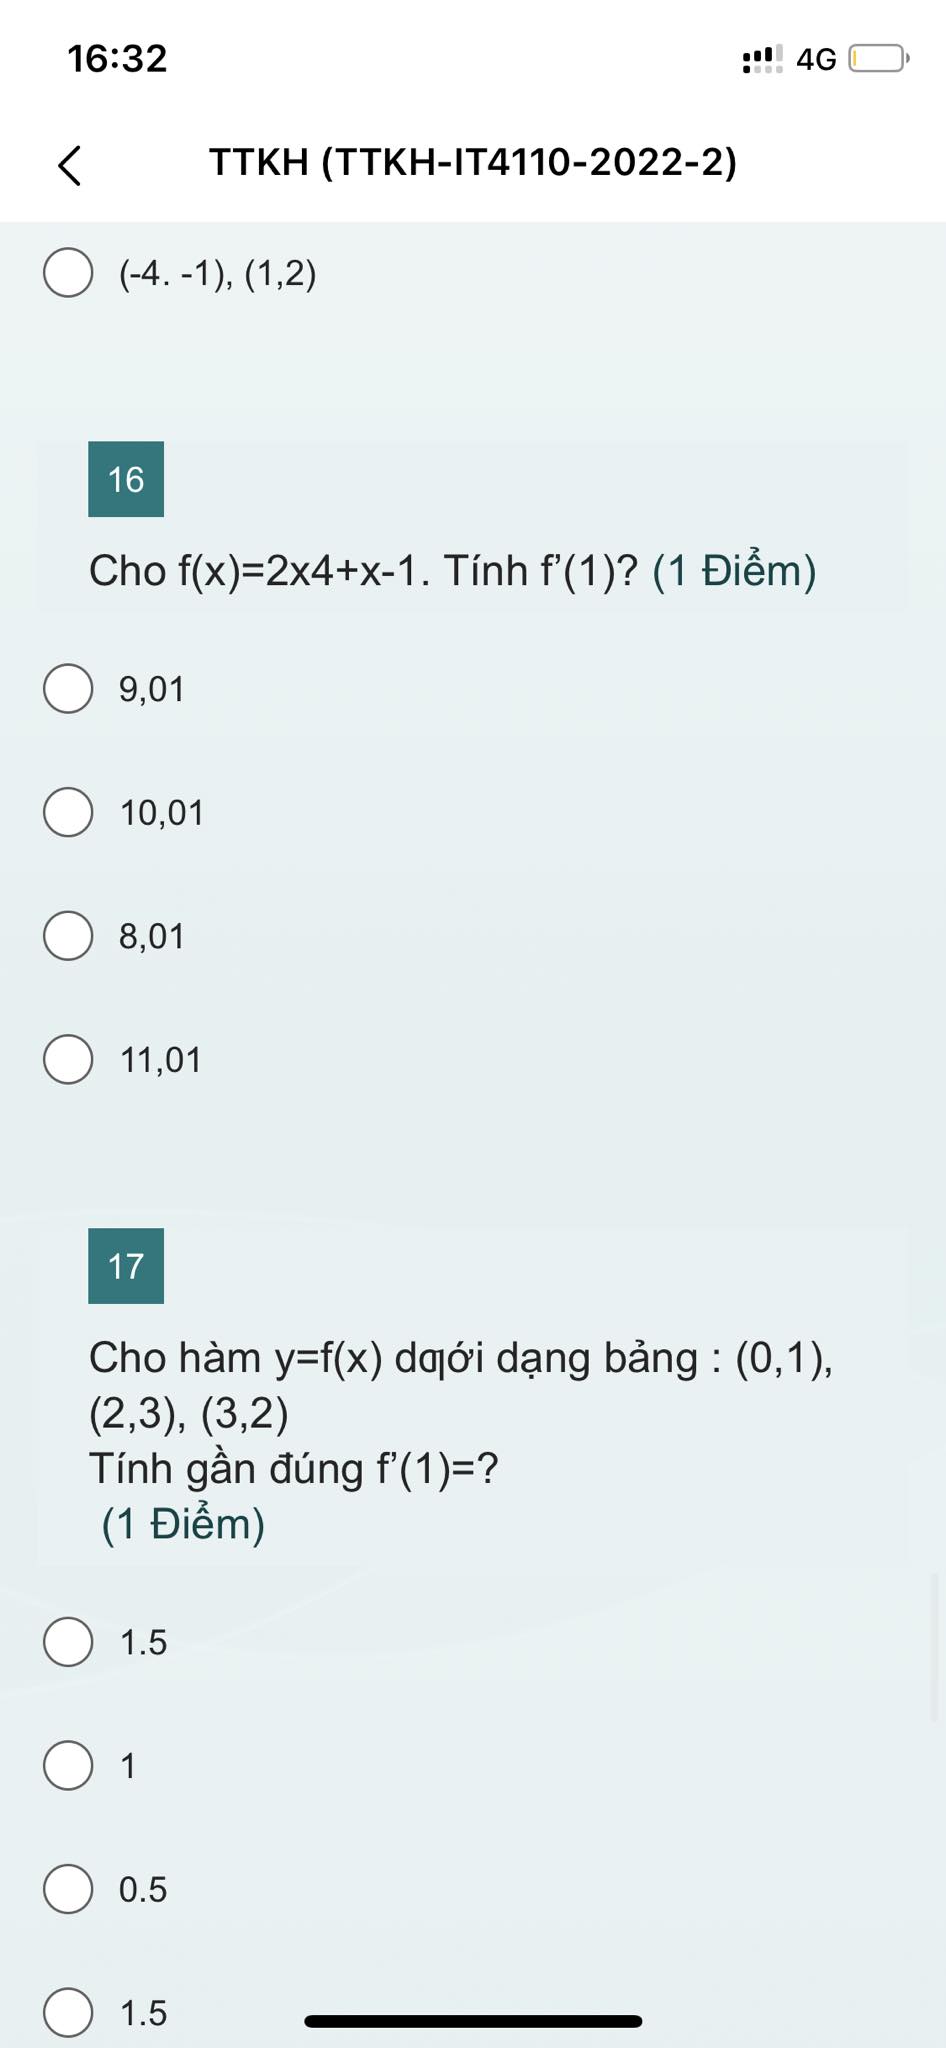 16:32
4G
TTKH (TTKH-IT4110-2022-2)
(-4. -1), (1,2)
16
Cho f(x)=2x4+x-1. Tính f’(1)? (1 Điểm)
9,01
10,01
8,01
11,01
17
Cho hàm y=f(x) dƣới dạng bảng : (0,1),
(2,3), (3,2)
Tính gần đúng f’(1)=?
(1 Điểm)
1.5
1
0.5
1.5